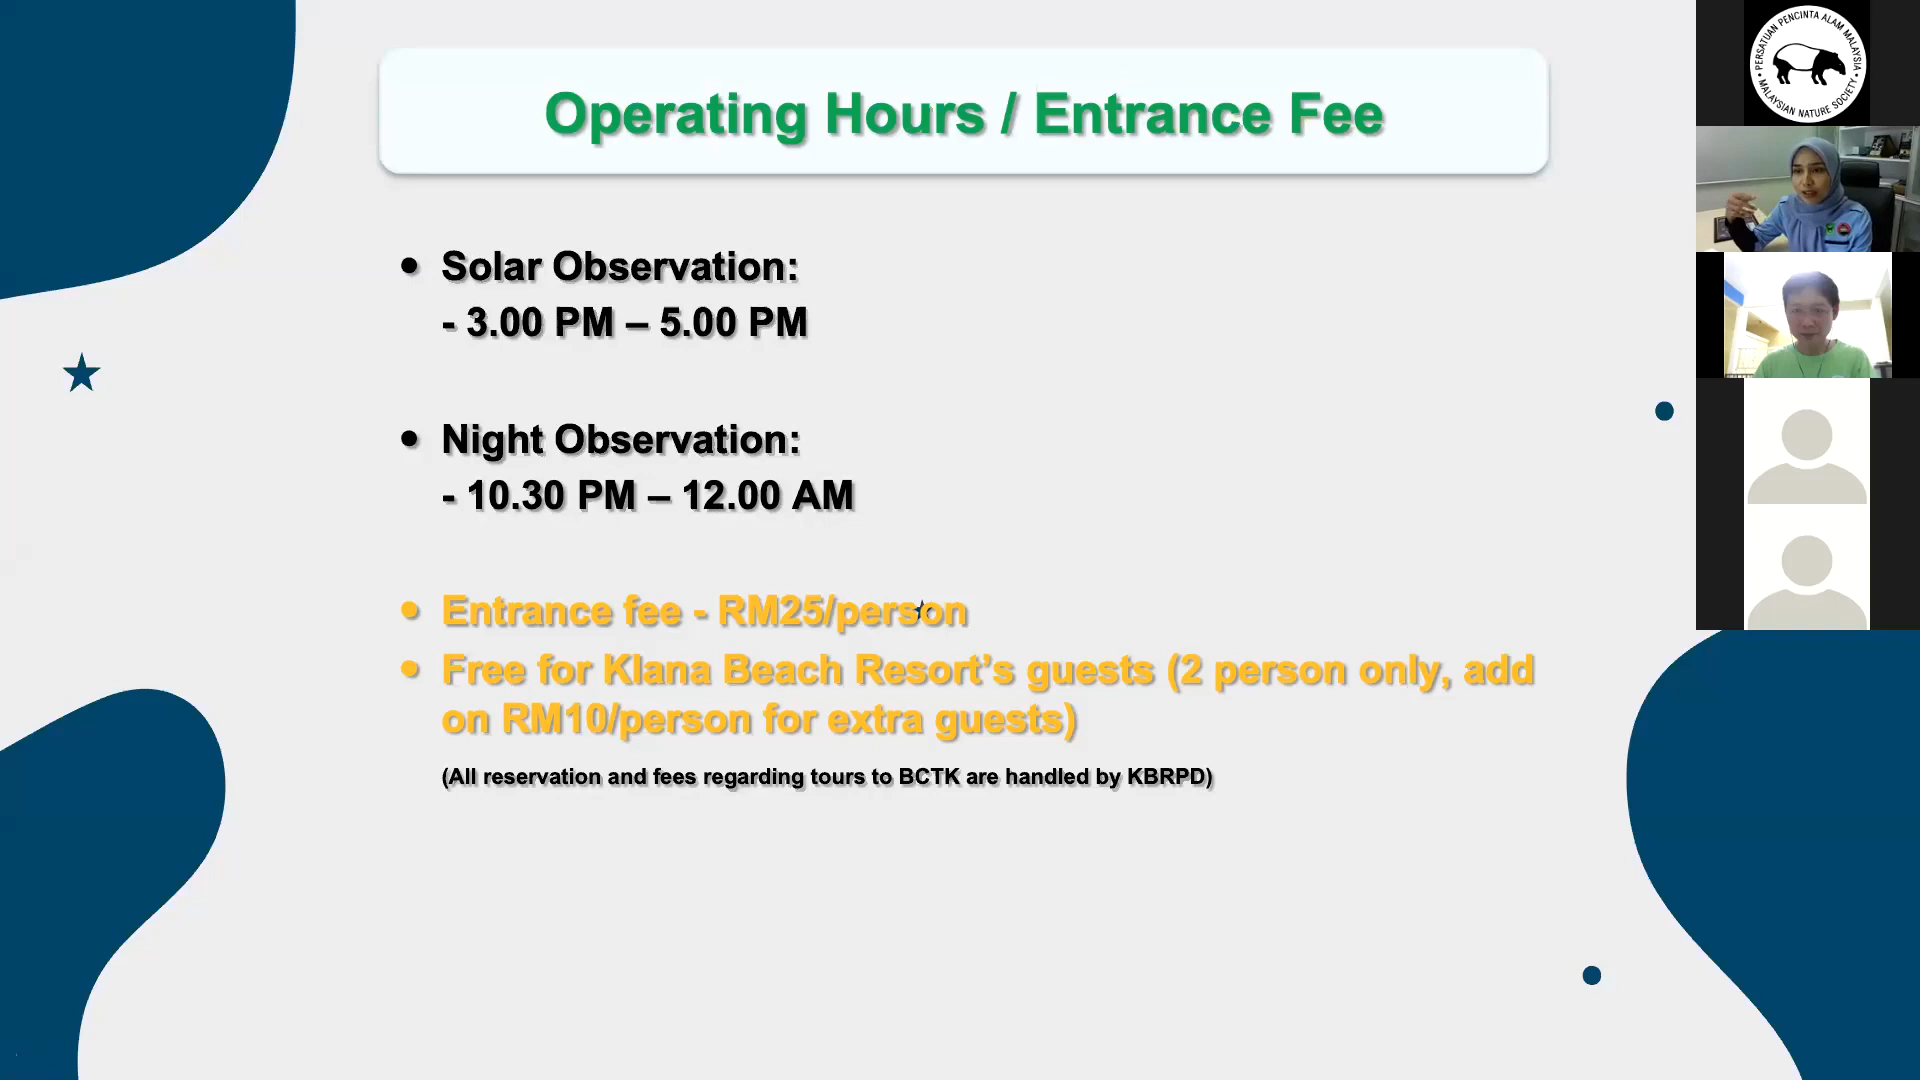 Operating Hours / Entrance Fee
• Solar Observation:
- 3.00 PM – 5.00 PM
• Night Observation:
- 10.30 PM – 12.00 AM
• Entrance fee - RM25/person
• Free for Klana Beach Resort’s guests (2 person only, add
on RM10/person for extra guests)
(All reservation and fees regarding tours to BCTK are handled by KBRPD)
PERSATUAN PENCINTA ALAM MALAYSIA
• MALAYSIAN NATURE SOCIETY •